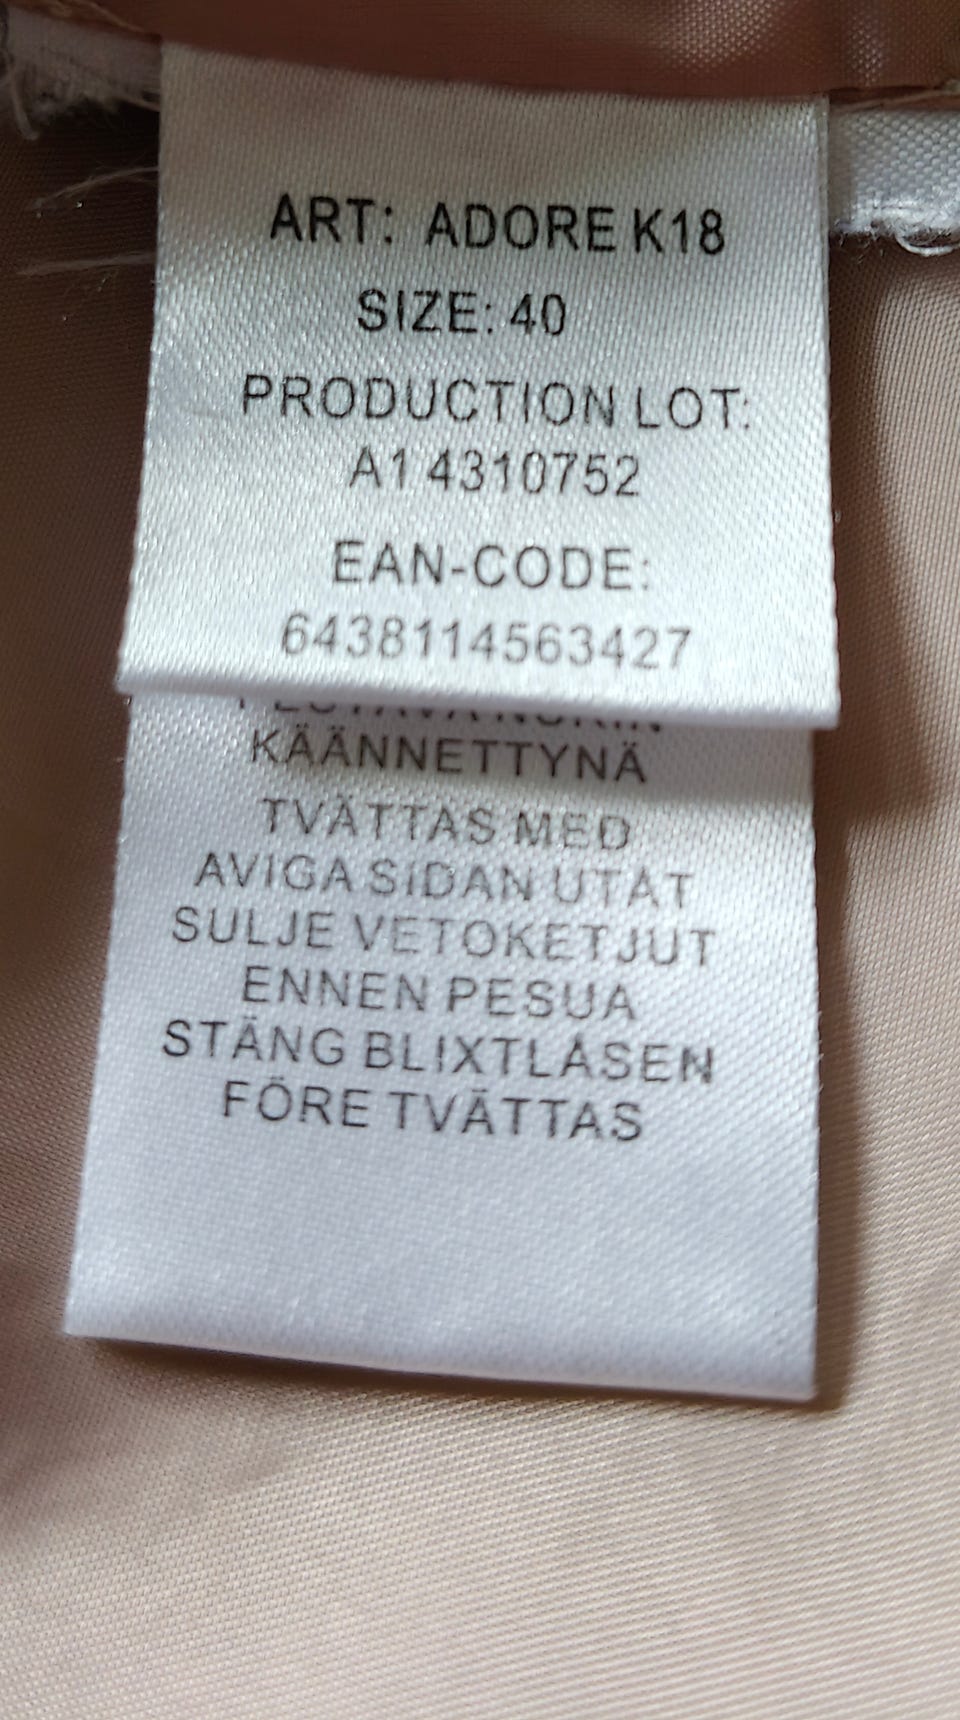 ART: ADORE K18
SIZE: 40
PRODUCTION LOT:
A1 4310752
EAN-CODE:
6438114563427
KÄÄNNETTYNÄ
TVÄTTAS MED
AVIGA SIDAN UTÅT
SULJE VETOKETJUT
ENNEN PESUA
STÄNG BLIXTLÅSEN
FÖRE TVÄTTAS